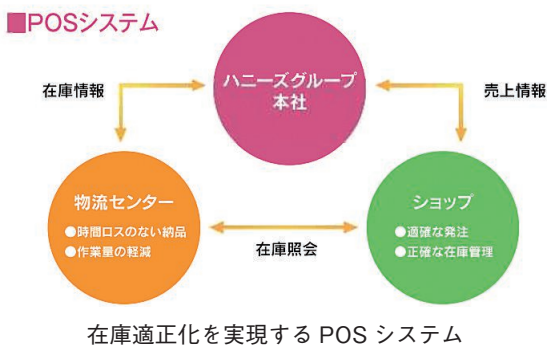 ■POSシステム
ハニーズグループ
本社
在庫情報
売上情報
物流センター
●時間ロスのない納品
●作業量の軽減
ショップ
●適確な発注
●正確な在庫管理
在庫照会
在庫適正化を実現する POS システム